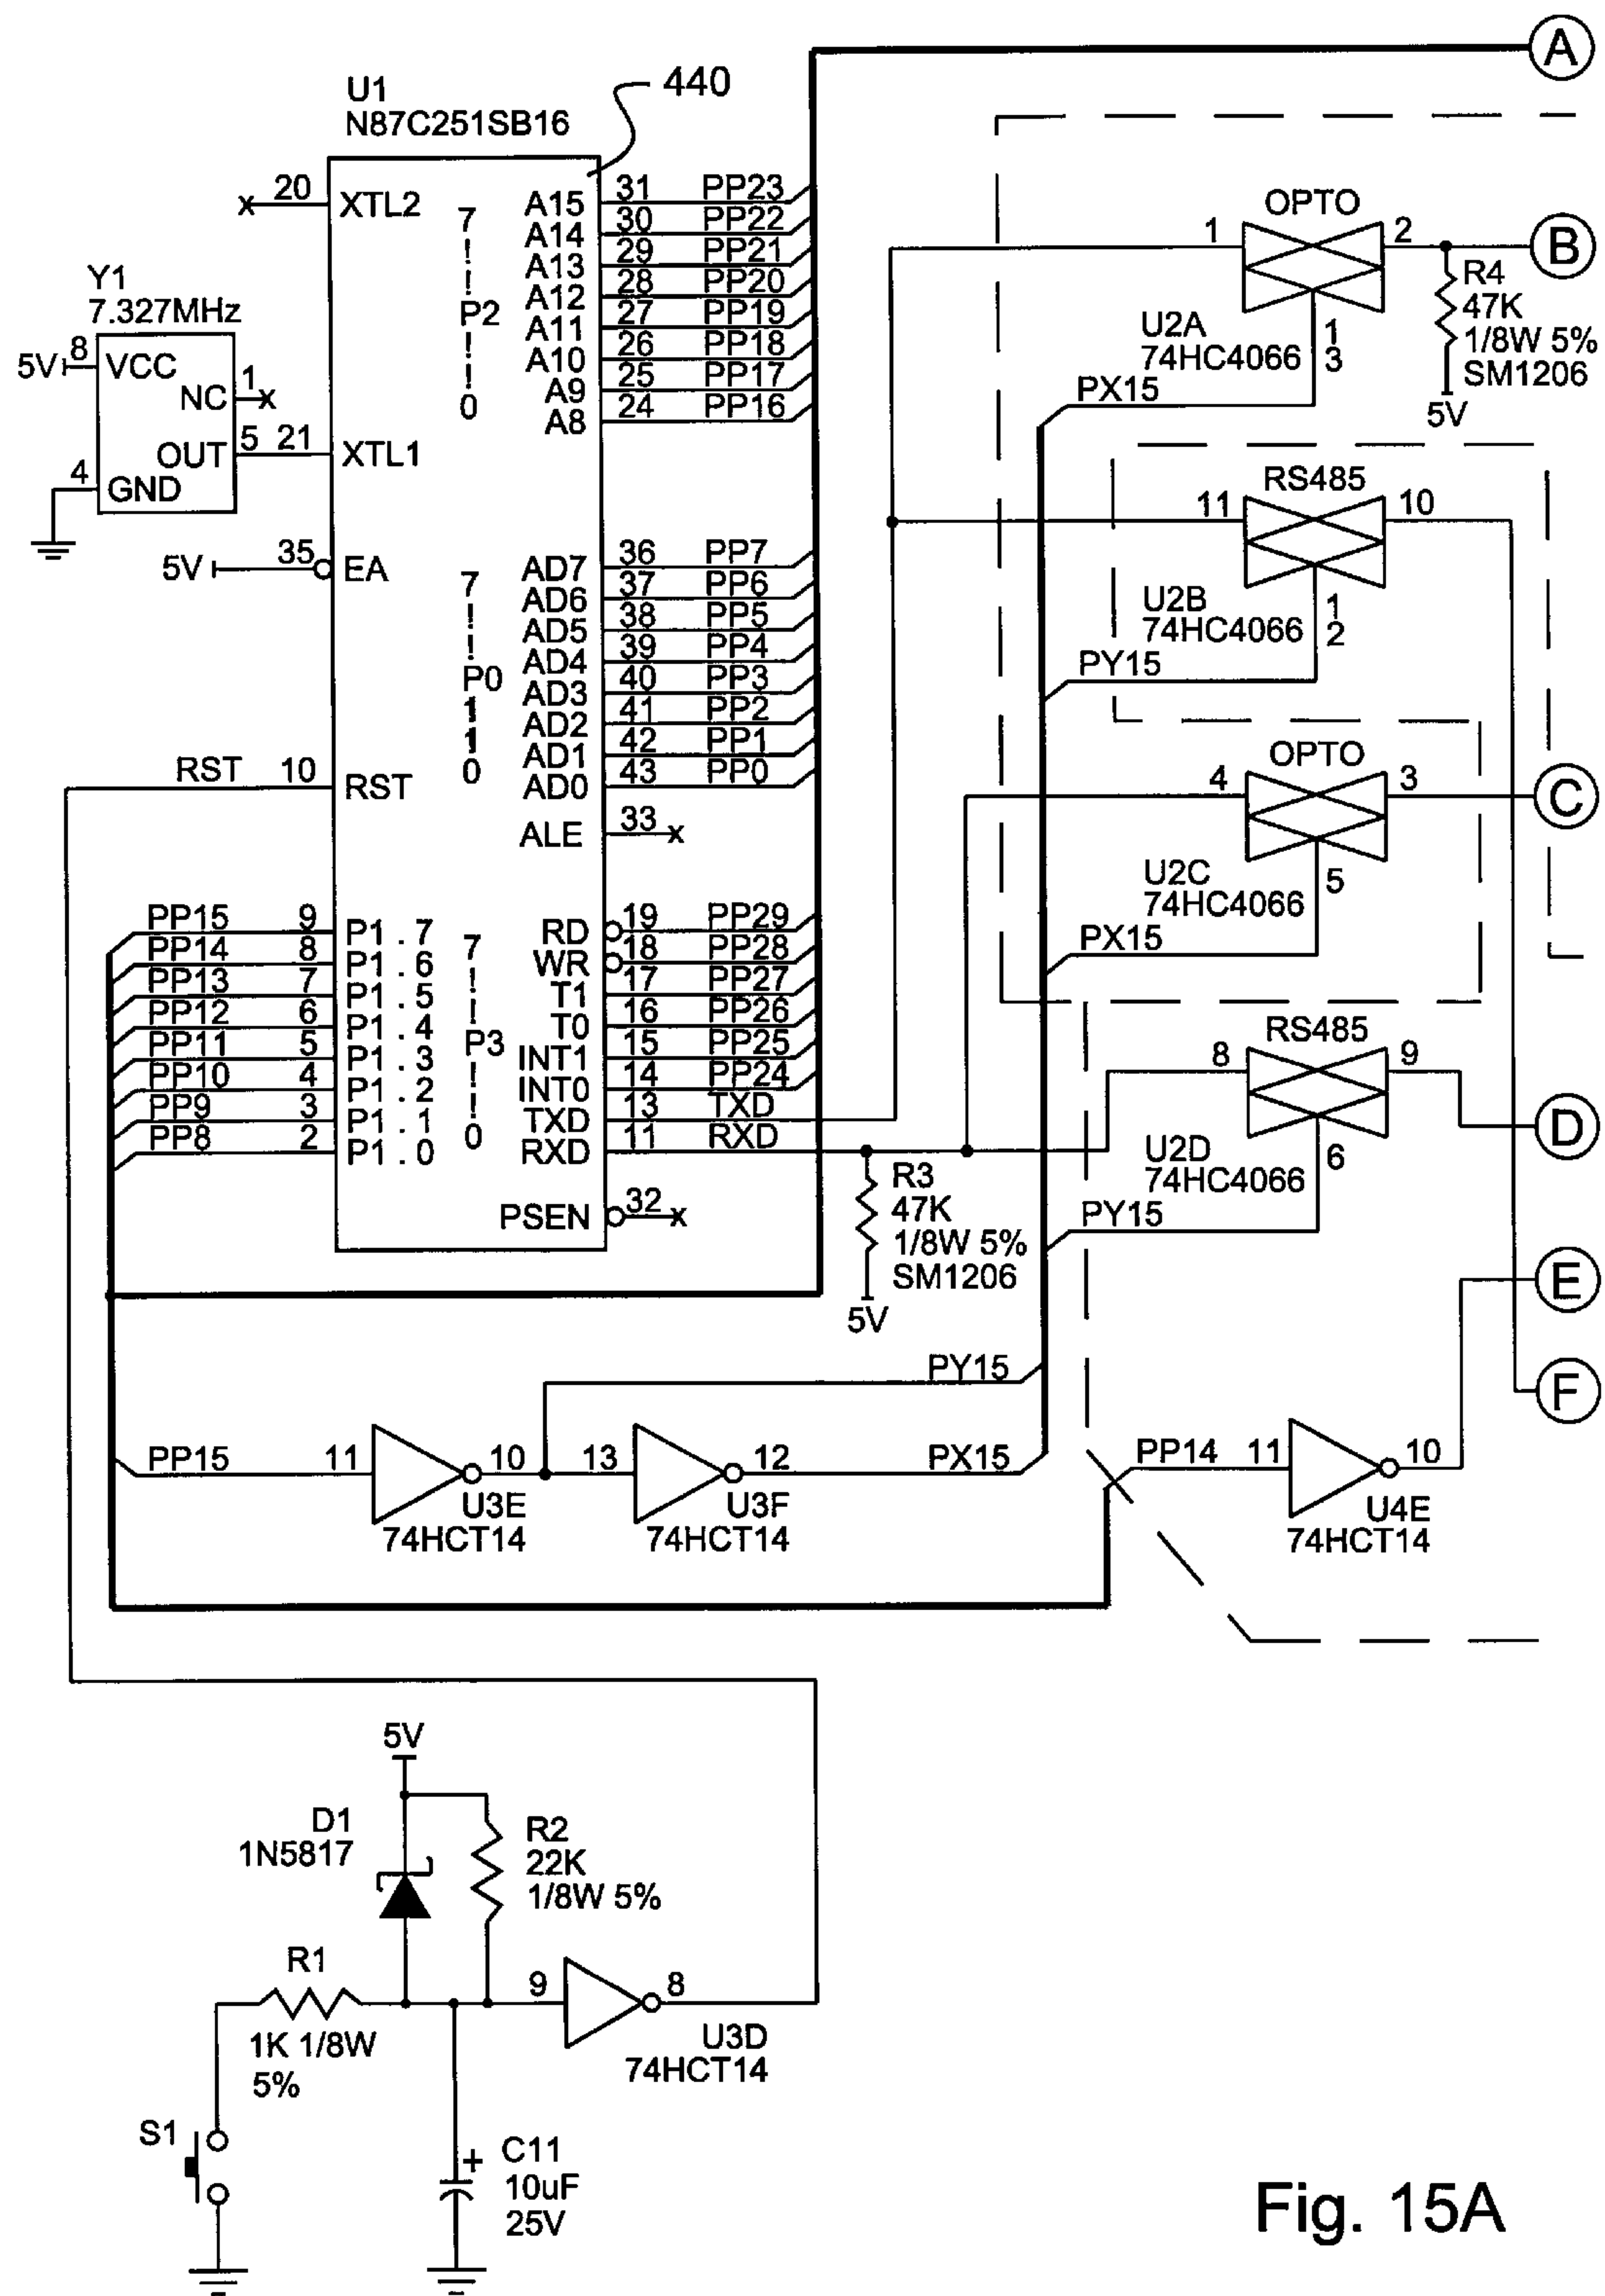 A
440
U1
N87C251SB16
20
XTL2
7
!
!
P2
!
!
0
A15 31 PP23
A14 30 PP22
A13 29 PP21
A12 28 PP20
A11 27 PP19
A10 26 PP18
A9 25 PP17
A8 24 PP16
Y1
7.327MHz
5V 8 VCC
NC 1
OUT 5 21 XTL1
4 GND
5V 35 EA
7
!
!
P0
1
1
0
AD7 36 PP7
AD6 37 PP6
AD5 38 PP5
AD4 39 PP4
AD3 40 PP3
AD2 41 PP2
AD1 42 PP1
AD0 43 PP0
RST 10 RST
ALE 33
PP15 9 P1.7
PP14 8 P1.6
PP13 7 P1.5
PP12 6 P1.4
PP11 5 P1.3
PP10 4 P1.2
PP9 3 P1.1
PP8 2 P1.0
7
!
!
P3
!
!
0
RD 19 PP29
WR 18 PP28
T1 17 PP27
T0 16 PP26
INT1 15 PP25
INT0 14 PP24
TXD 13 TXD
RXD 11 RXD
PSEN 32
OPTO
1 2
B
U2A
74HC4066
1
3
PX15
R4
47K
1/8W 5%
SM1206
5V
RS485
11 10
U2B
74HC4066
1
2
PY15
OPTO
4 3
C
U2C
74HC4066
5
PX15
RS485
8 9
D
U2D
74HC4066
6
PY15
R3
47K
1/8W 5%
SM1206
5V
E
F
PY15
PP15 11 10 13 12 PX15
U3E
74HCT14
U3F
74HCT14
PP14 11 10
U4E
74HCT14
5V
D1
1N5817
R2
22K
1/8W 5%
R1
1K 1/8W
5%
9 8
U3D
74HCT14
S1
+
C11
10uF
25V
Fig. 15A